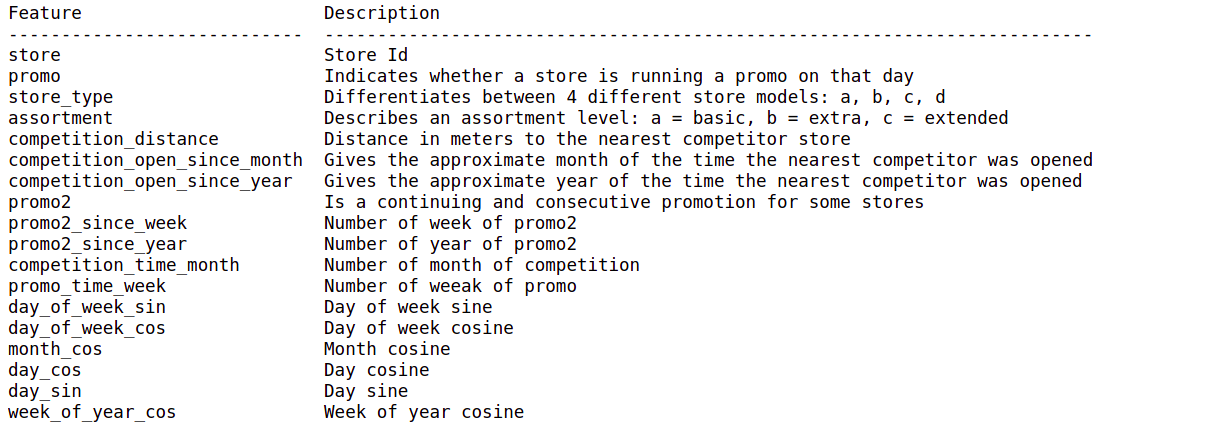 Feature Description
---------------------------- -------------------------------------------------------------------------
store Store Id
promo Indicates whether a store is running a promo on that day
store_type Differentiates between 4 different store models: a, b, c, d
assortment Describes an assortment level: a = basic, b = extra, c = extended
competition_distance Distance in meters to the nearest competitor store
competition_open_since_month Gives the approximate month of the time the nearest competitor was opened
competition_open_since_year Gives the approximate year of the time the nearest competitor was opened
promo2 Is a continuing and consecutive promotion for some stores
promo2_since_week Number of week of promo2
promo2_since_year Number of year of promo2
competition_time_month Number of month of competition
promo_time_week Number of weeak of promo
day_of_week_sin Day of week sine
day_of_week_cos Day of week cosine
month_cos Month cosine
day_cos Day cosine
day_sin Day sine
week_of_year_cos Week of year cosine